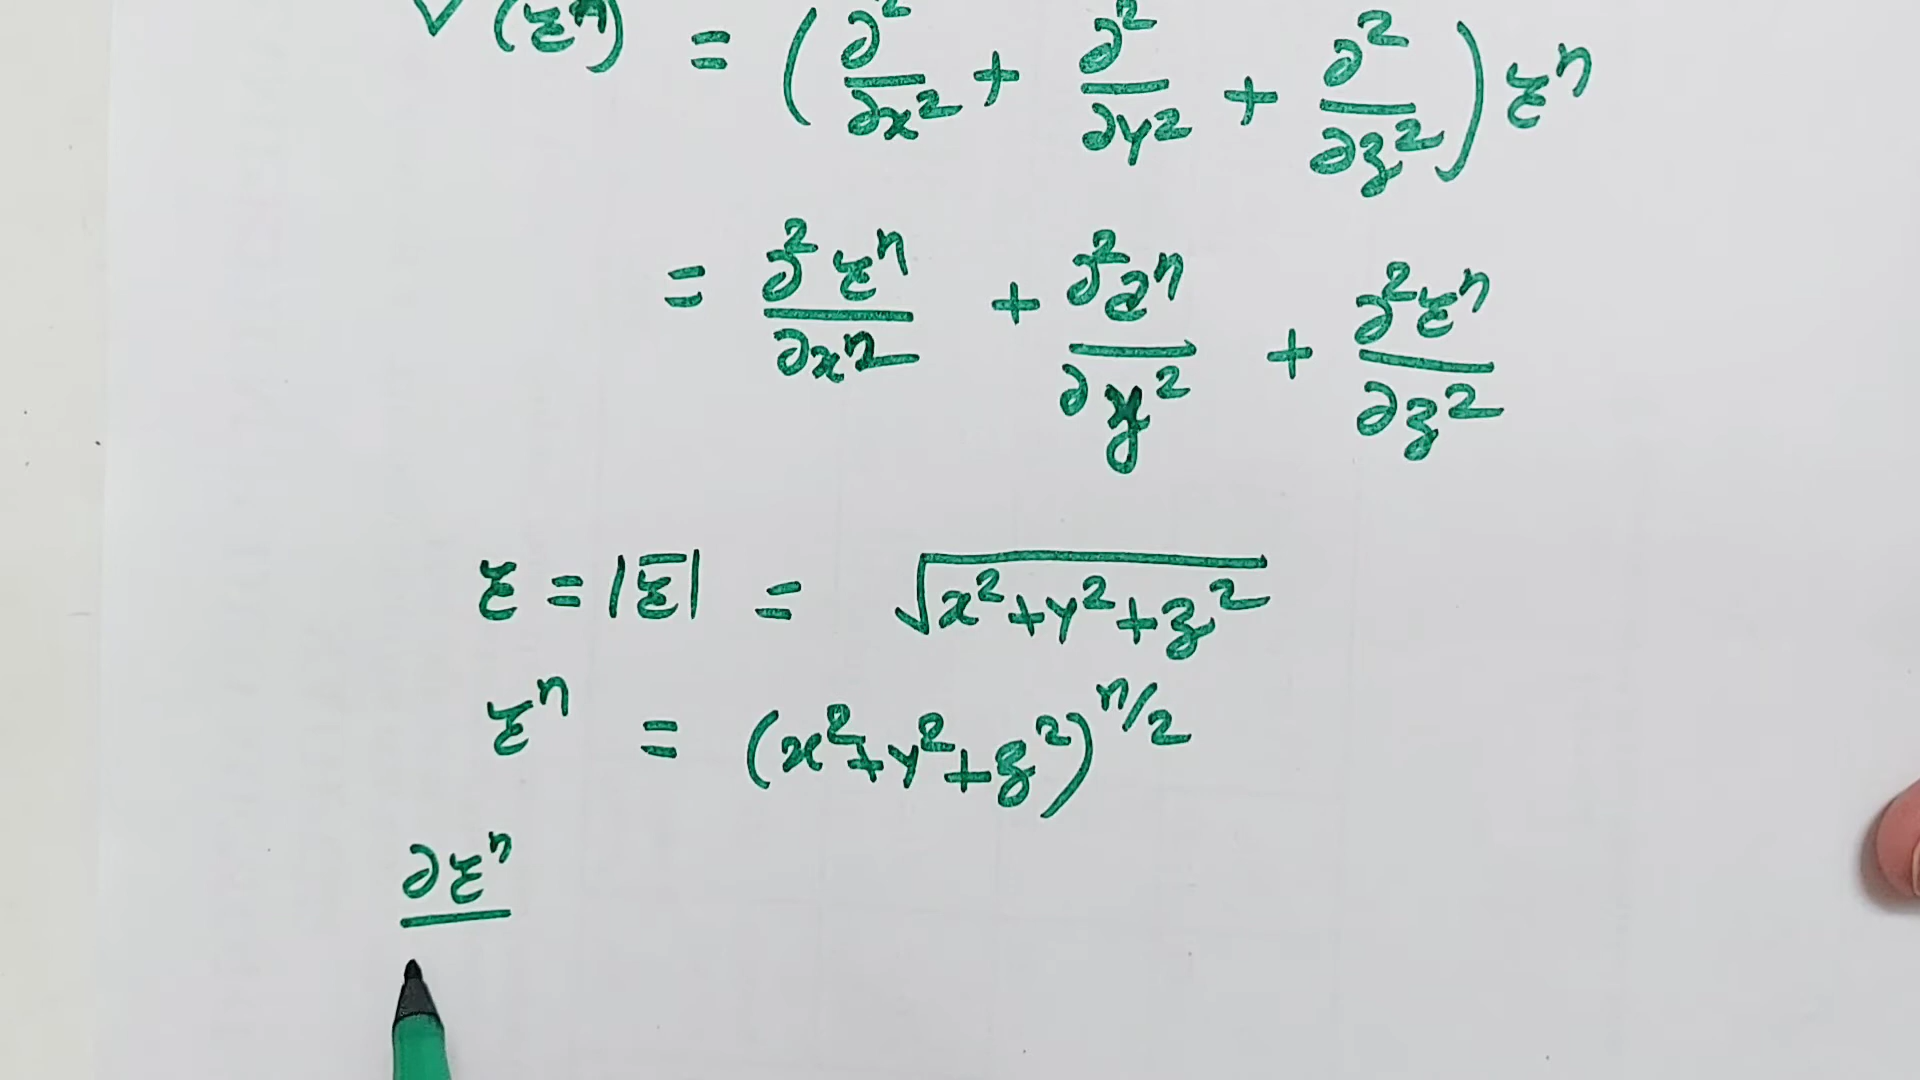 ∇²(r^n) = (∂²/∂x² + ∂²/∂y² + ∂²/∂z²) r^n
= ∂²r^n/∂x² + ∂²r^n/∂y² + ∂²r^n/∂z²
r = |r̅| = √(x²+y²+z²)
r^n = (x²+y²+z²)^(n/2)
∂r^n